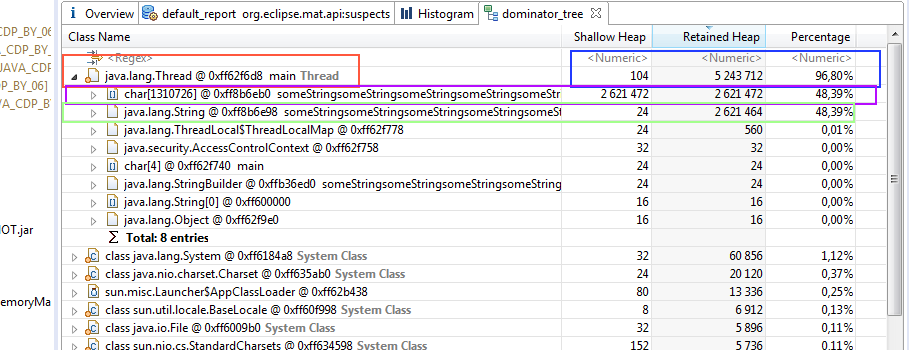 Overview default_report org.eclipse.mat.api:suspects Histogram dominator_tree
Class Name Shallow Heap Retained Heap Percentage
<Regex> <Numeric> <Numeric> <Numeric>
java.lang.Thread @ 0xff62f6d8 main Thread 104 5 243 712 96,80%
char[1310726] @ 0xff8b6eb0 someStringsomeStringsomeStringsomeStringsomeStr 2 621 472 2 621 472 48,39%
java.lang.String @ 0xff8b6e98 someStringsomeStringsomeStringsomeStringsomeSt 24 2 621 464 48,39%
java.lang.ThreadLocal$ThreadLocalMap @ 0xff62f778 24 560 0,01%
java.security.AccessControlContext @ 0xff62f758 32 32 0,00%
char[4] @ 0xff62f740 main 24 24 0,00%
java.lang.StringBuilder @ 0xffb36ed0 someStringsomeStringsomeStringsomeString 24 24 0,00%
java.lang.String[0] @ 0xff600000 16 16 0,00%
java.lang.Object @ 0xff62f9e0 16 16 0,00%
Σ Total: 8 entries
class java.lang.System @ 0xff6184a8 System Class 32 60 856 1,12%
class java.nio.charset.Charset @ 0xff635ab0 System Class 24 20 120 0,37%
sun.misc.Launcher$AppClassLoader @ 0xff62b438 80 13 336 0,25%
class sun.util.locale.BaseLocale @ 0xff60f998 System Class 8 6 912 0,13%
class java.io.File @ 0xff6009b0 System Class 32 5 896 0,11%
class sun.nio.cs.StandardCharsets @ 0xff634598 System Class 152 5 736 0,11%
_CDP_BY_06
CDP_BY_06]
JAVA_CDP_B
P_BY_06]
A_CDP_BY_0
OT.jar
emoryMa